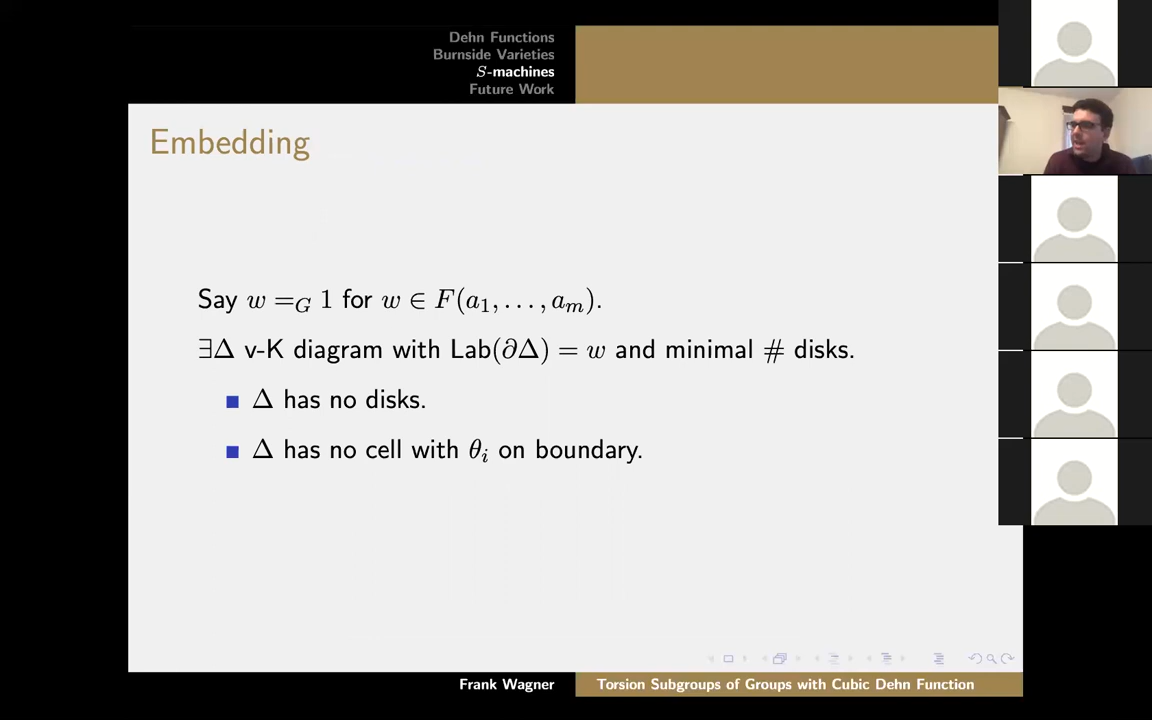 Dehn Functions
Burnside Varieties
S-machines
Future Work
Embedding
Say w =_G 1 for w ∈ F(a_1, . . . , a_m).
∃Δ v-K diagram with Lab(∂Δ) = w and minimal # disks.
Δ has no disks.
Δ has no cell with θ_i on boundary.
Frank Wagner
Torsion Subgroups of Groups with Cubic Dehn Function